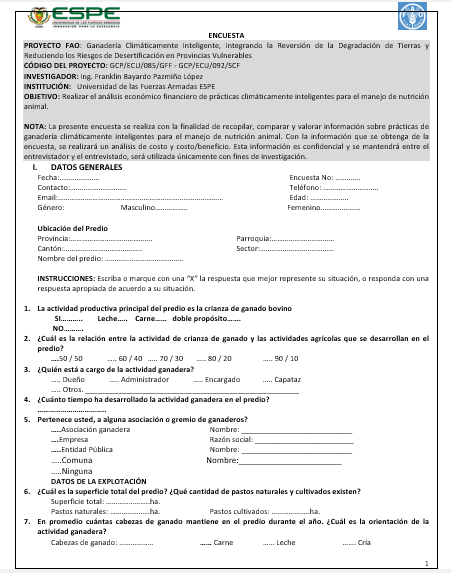 ESPE
UNIVERSIDAD DE LAS FUERZAS ARMADAS
FAO
ENCUESTA
PROYECTO FAO: Ganadería Climáticamente Inteligente, Integrando la Reversión de la Degradación de Tierras y
Reduciendo los Riesgos de Desertificación en Provincias Vulnerables
CÓDIGO DEL PROYECTO: GCP/ECU/085/GFF - GCP/ECU/092/SCF
INVESTIGADOR: Ing. Franklin Bayardo Pazmiño López
INSTITUCIÓN: Universidad de las Fuerzas Armadas ESPE
OBJETIVO: Realizar el análisis económico financiero de prácticas climáticamente inteligentes para el manejo de nutrición
animal.
NOTA: La presente encuesta se realiza con la finalidad de recopilar, comparar y valorar información sobre prácticas de
ganadería climáticamente inteligentes para el manejo de nutrición. Con la información que se obtenga de la
encuesta, se realizará un análisis de costo y costo/beneficio. Esta información es confidencial y se mantendrá entre el
entrevistador y el entrevistado, será utilizada únicamente con fines de investigación.
I. DATOS GENERALES
Fecha:.................. Encuesta No: ............
Contacto:......................... Teléfono: ........................
Email:.......................................................................... Edad: .................
Género: Masculino............... Femenino..................
Ubicación del Predio
Provincia:.................................... Parroquia:............................
Cantón:................................... Sector:.................................
Nombre del predio: ...................................
INSTRUCCIONES: Escriba o marque con una “X” la respuesta que mejor represente su situación, o responda con una
respuesta apropiada de acuerdo a su situación.
1. La actividad productiva principal del predio es la crianza de ganado bovino
SI.......... Leche..... Carne..... doble propósito.......
NO..........
2. ¿Cuál es la relación entre la actividad de crianza de ganado y las actividades agrícolas que se desarrollan en el
predio?
....50 / 50 ..... 60 / 40 ..... 70 / 30 ..... 80 / 20 ..... 90 / 10
3. ¿Quién está a cargo de la actividad ganadera?
..... Dueño ..... Administrador ..... Encargado ..... Capataz
..... Otros. ______________________________
4. ¿Cuánto tiempo ha desarrollado la actividad ganadera en el predio?
..............................
5. Pertenece usted, a alguna asociación o gremio de ganaderos?
.....Asociación ganadera Nombre: ____________________
....Empresa Razón social: __________________
.....Entidad Pública Nombre: ____________________
.....Comuna Nombre:____________________
.....Ninguna
DATOS DE LA EXPLOTACIÓN
6. ¿Cuál es la superficie total del predio? ¿Qué cantidad de pastos naturales y cultivados existen?
Superficie total: ...................ha.
Pastos naturales: ..................ha. Pastos cultivados: ................ha.
7. En promedio cuántas cabezas de ganado mantiene en el predio durante el año. ¿Cuál es la orientación de la
actividad ganadera?
Cabezas de ganado: ............... ...... Carne ...... Leche ....... Cría
1